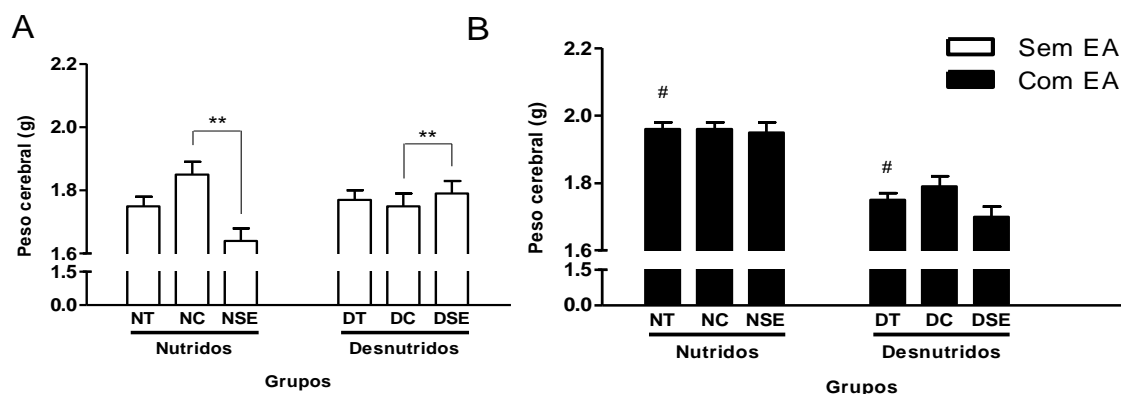 A
Peso cerebral (g)
2.2
2.0
1.8
1.6
1.5
0.0
**
**
NT NC NSE DT DC DSE
Nutridos Desnutridos
Grupos
B
Sem EA
Com EA
Peso cerebral (g)
2.2
2.0
1.8
1.6
1.5
0.0
#
#
NT NC NSE DT DC DSE
Nutridos Desnutridos
Grupos